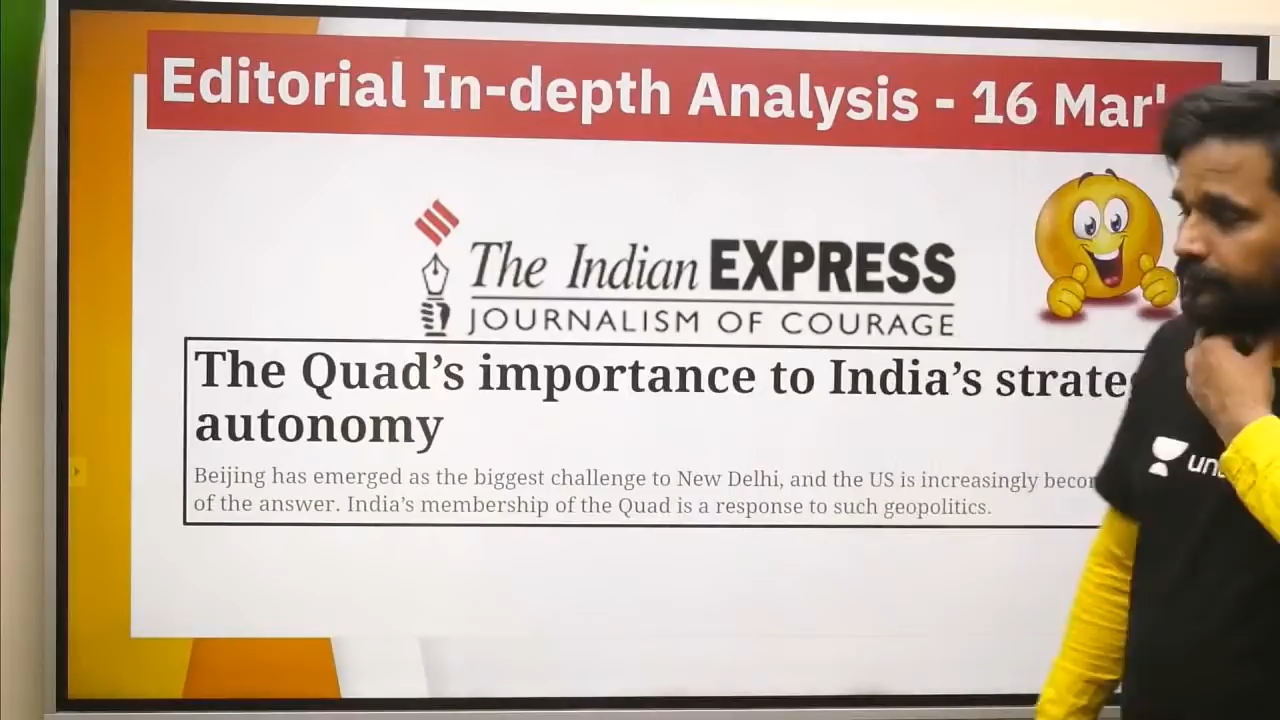 Editorial In-depth Analysis - 16 Mar'
The Indian EXPRESS
JOURNALISM OF COURAGE
The Quad's importance to India's
autonomy
Beijing has emerged as the biggest challenge to New Delhi, and the US is increasingly
of the answer. India's membership of the Quad is a response to such geopolitics.